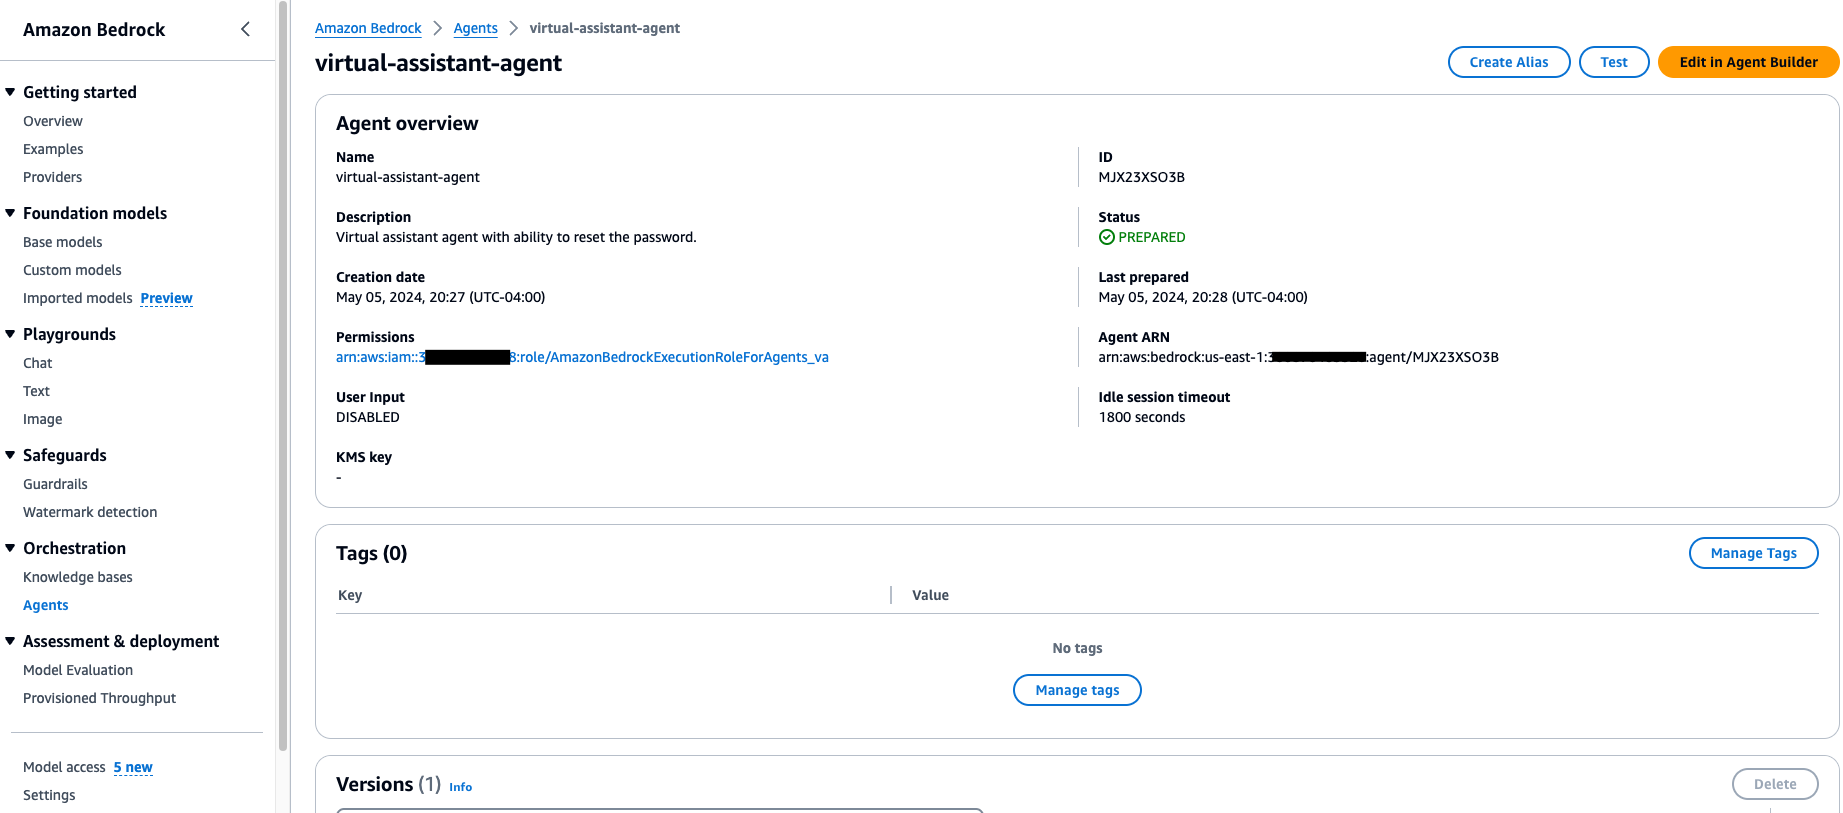 Amazon Bedrock
Getting started
Overview
Examples
Providers
Foundation models
Base models
Custom models
Imported models Preview
Playgrounds
Chat
Text
Image
Safeguards
Guardrails
Watermark detection
Orchestration
Knowledge bases
Agents
Assessment & deployment
Model Evaluation
Provisioned Throughput
Model access 5 new
Settings
Amazon Bedrock > Agents > virtual-assistant-agent
virtual-assistant-agent
Create Alias Test Edit in Agent Builder
Agent overview
Name
virtual-assistant-agent
ID
MJX23XSO3B
Description
Virtual assistant agent with ability to reset the password.
Status
PREPARED
Creation date
May 05, 2024, 20:27 (UTC-04:00)
Last prepared
May 05, 2024, 20:28 (UTC-04:00)
Permissions
arn:aws:iam::3 8:role/AmazonBedrockExecutionRoleForAgents_va
Agent ARN
arn:aws:bedrock:us-east-1: :agent/MJX23XSO3B
User Input
DISABLED
Idle session timeout
1800 seconds
KMS key
-
Tags (0)
Manage Tags
Key Value
No tags
Manage tags
Versions (1) Info
Delete